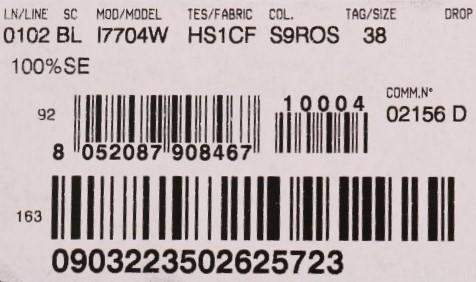 LN/LINE SC MOD/MODEL TES/FABRIC COL. TAG/SIZE DROP
0102 BL I7704W HS1CF S9ROS 38
100%SE
10004
COMM.N°
92
02156 D
8 052087 908467
163
0903223502625723